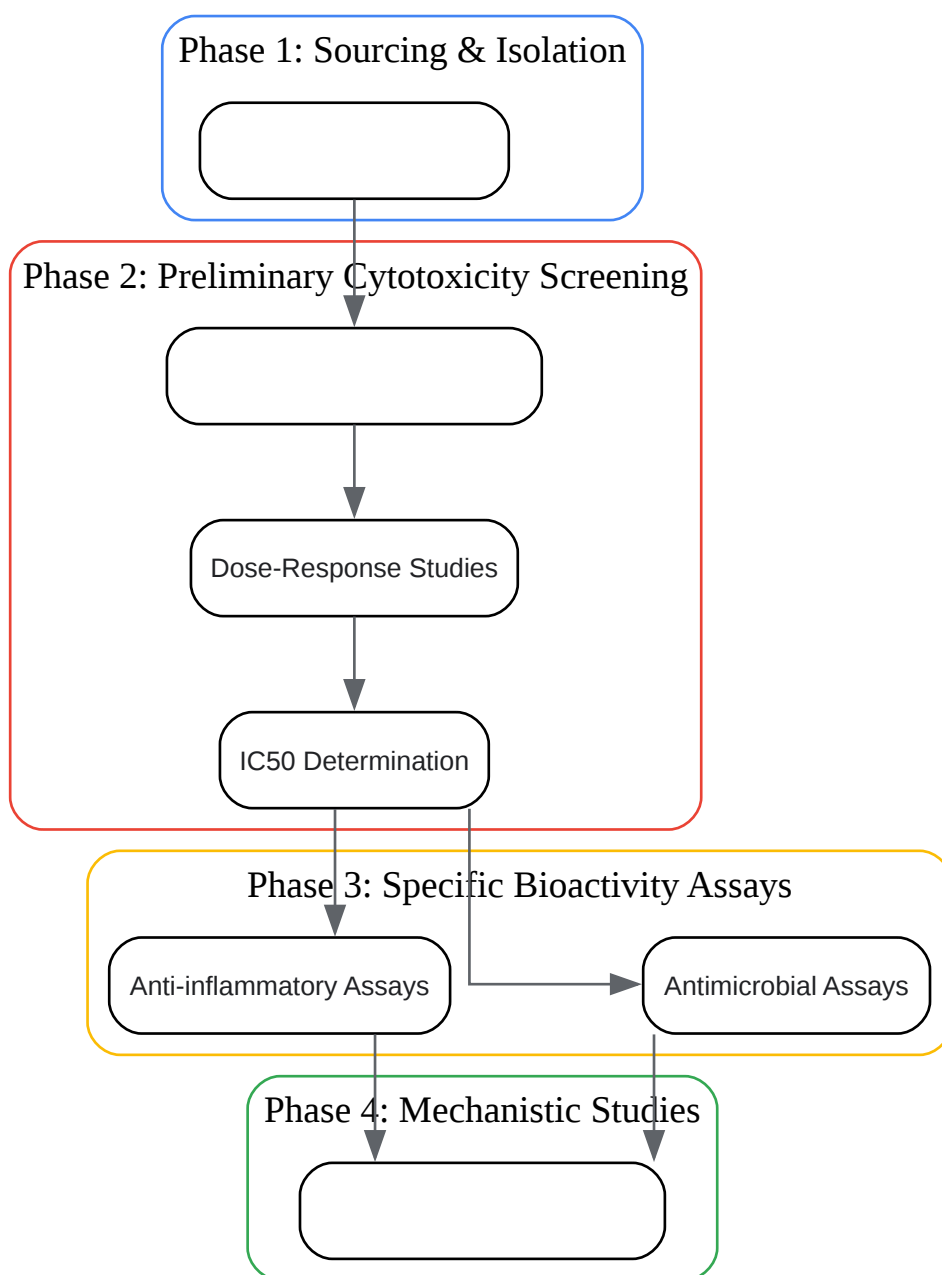 Phase 1: Sourcing & Isolation
Phase 2: Preliminary Cytotoxicity Screening
Dose-Response Studies
IC50 Determination
Phase 3: Specific Bioactivity Assays
Anti-inflammatory Assays
Antimicrobial Assays
Phase 4: Mechanistic Studies